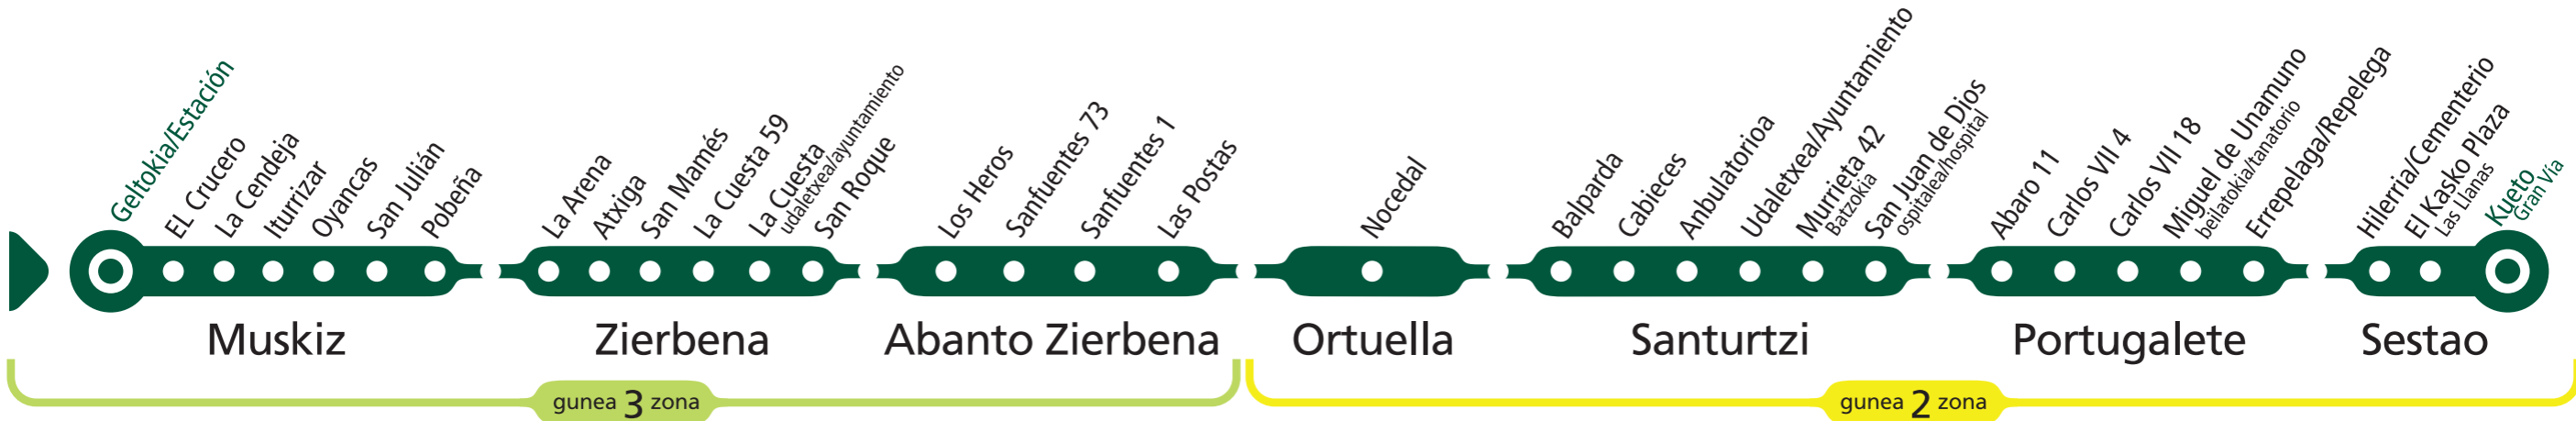 Geltokia/Estación
EL Crucero
La Cendeja
Iturrizar
Oyancas
San Julián
Pobeña
La Arena
Atxiga
San Mamés
La Cuesta 59
La Cuesta
udaletxea/ayuntamiento
San Roque
Los Heros
Sanfuentes 73
Sanfuentes 1
Las Postas
Nocedal
Balparda
Cabieces
Anbulatorioa
Udaletxea/Ayuntamiento
Murrieta 42
Batzokia
San Juan de Dios
ospitalea/hospital
Abaro 11
Carlos VII 4
Carlos VII 18
Miguel de Unamuno
beilatokia/tanatorio
Errepelaga/Repelega
Hilerria/Cementerio
El Kasko Plaza
Las Llanas
Kueto
Gran Vía
Muskiz
Zierbena
Abanto Zierbena
Ortuella
Santurtzi
Portugalete
Sestao
gunea 3 zona
gunea 2 zona